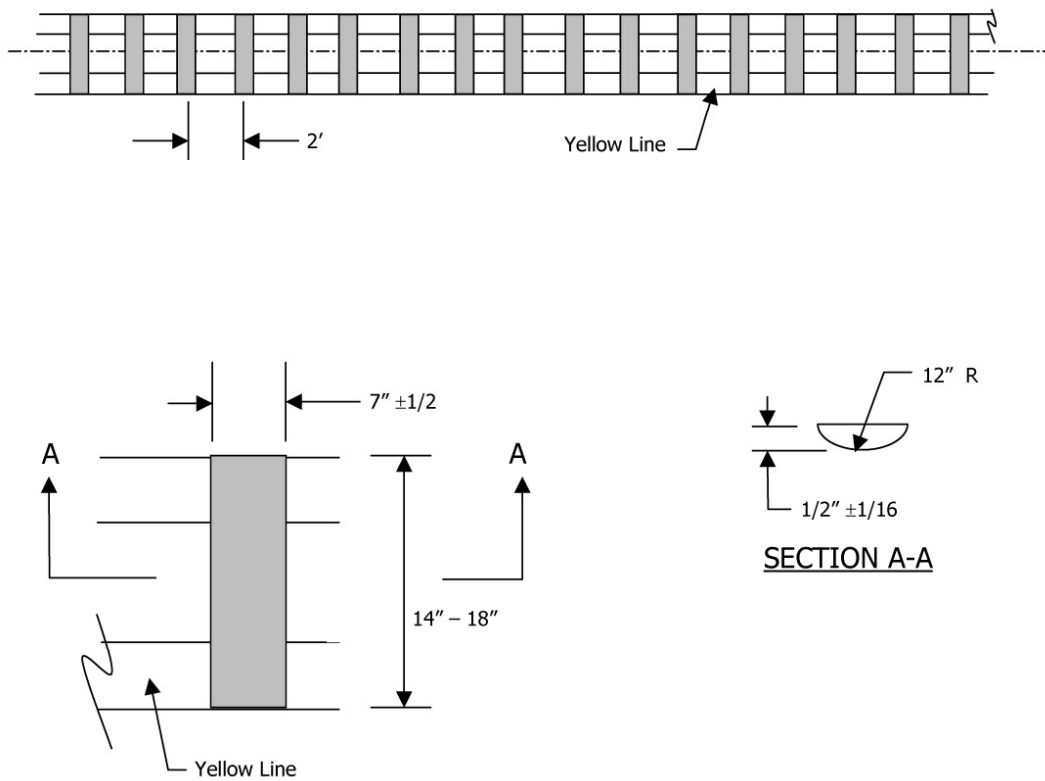 2’
Yellow Line
7” ±1/2
A
A
14” – 18”
Yellow Line
12” R
1/2” ±1/16
SECTION A-A